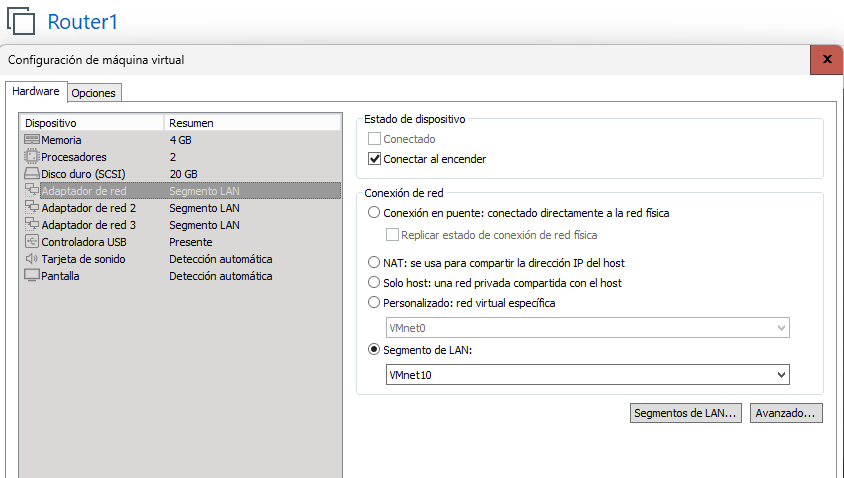 Router1
Configuración de máquina virtual
x
Hardware Opciones
Dispositivo Resumen
Memoria 4 GB
Procesadores 2
Disco duro (SCSI) 20 GB
Adaptador de red Segmento LAN
Adaptador de red 2 Segmento LAN
Adaptador de red 3 Segmento LAN
Controladora USB Presente
Tarjeta de sonido Detección automática
Pantalla Detección automática
Estado de dispositivo
Conectado
Conectar al encender
Conexión de red
Conexión en puente: conectado directamente a la red física
Replicar estado de conexión de red física
NAT: se usa para compartir la dirección IP del host
Solo host: una red privada compartida con el host
Personalizado: red virtual específica
VMnet0
Segmento de LAN:
VMnet10
Segmentos de LAN... Avanzado...